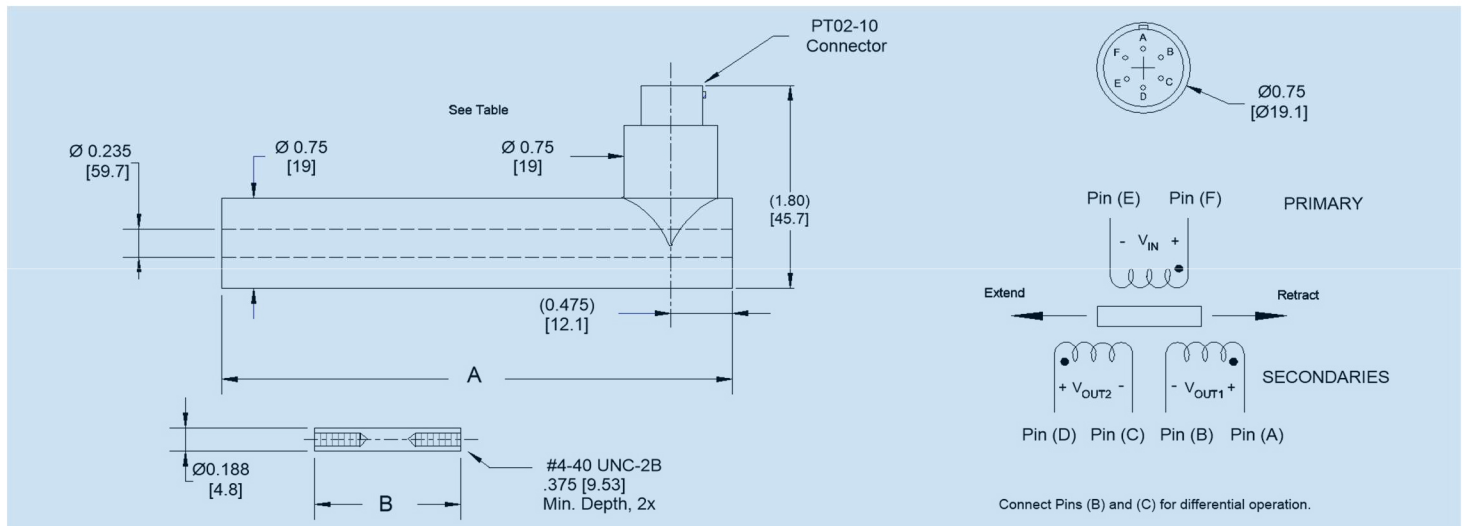 PT02-10
Connector
See Table
Ø 0.235
[59.7]
Ø 0.75
[19]
Ø 0.75
[19]
(1.80)
[45.7]
(0.475)
[12.1]
A
Ø0.188
[4.8]
B
#4-40 UNC-2B
.375 [9.53]
Min. Depth, 2x
A
F B
E C
D
Ø0.75
[Ø19.1]
Pin (E) Pin (F) PRIMARY
- VIN +
Extend Retract
+ VOUT2 - - VOUT1 + SECONDARIES
Pin (D) Pin (C) Pin (B) Pin (A)
Connect Pins (B) and (C) for differential operation.